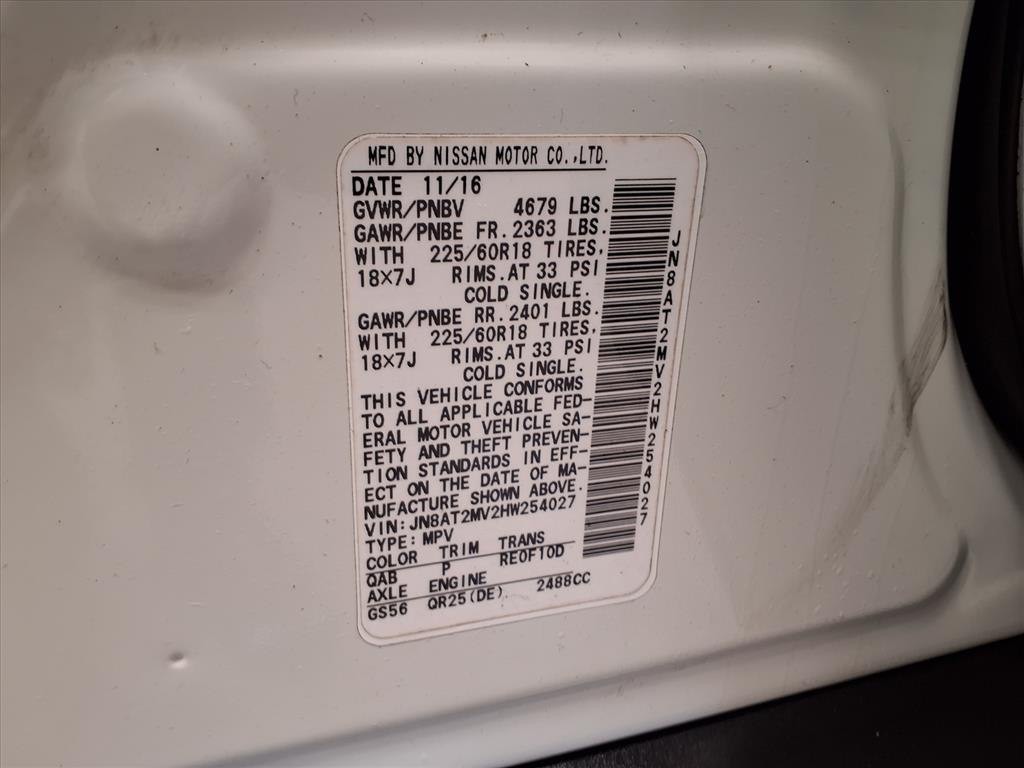 MFD BY NISSAN MOTOR CO.,LTD.
DATE 11/16
GVWR/PNBV 4679 LBS.
GAWR/PNBE FR.2363 LBS.
WITH 225/60R18 TIRES,
18×7J RIMS.AT 33 PSI
COLD SINGLE.
GAWR/PNBE RR.2401 LBS.
WITH 225/60R18 TIRES,
18×7J RIMS.AT 33 PSI
COLD SINGLE.
THIS VEHICLE CONFORMS
TO ALL APPLICABLE FED-
ERAL MOTOR VEHICLE SA-
FETY AND THEFT PREVEN-
TION STANDARDS IN EFF-
ECT ON THE DATE OF MA-
NUFACTURE SHOWN ABOVE.
VIN:JN8AT2MV2HW254027
TYPE:MPV
COLOR TRIM TRANS
QAB P RE0F10D
AXLE ENGINE
GS56 QR25(DE) 2488CC
JN8AT2MV2HW254027